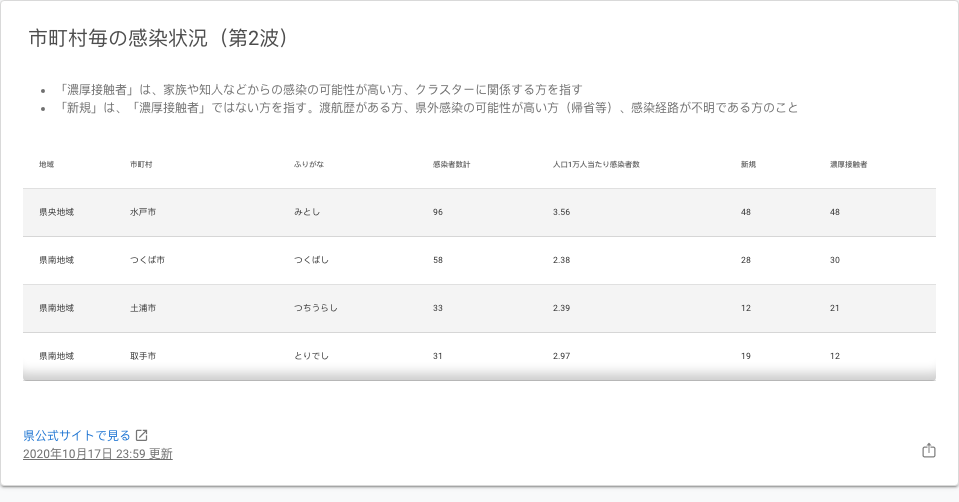 市町村毎の感染状況（第2波）
「濃厚接触者」は、家族や知人などからの感染の可能性が高い方、クラスターに関係する方を指す
「新規」は、「濃厚接触者」ではない方を指す。渡航歴がある方、県外感染の可能性が高い方（帰省等）、感染経路が不明である方のこと
地域 市町村 ふりがな 感染者数計 人口1万人当たり感染者数 新規 濃厚接触者
県央地域 水戸市 みとし 96 3.56 48 48
県南地域 つくば市 つくばし 58 2.38 28 30
県南地域 土浦市 つちうらし 33 2.39 12 21
県南地域 取手市 とりでし 31 2.97 19 12
県公式サイトで見る
2020年10月17日 23:59 更新